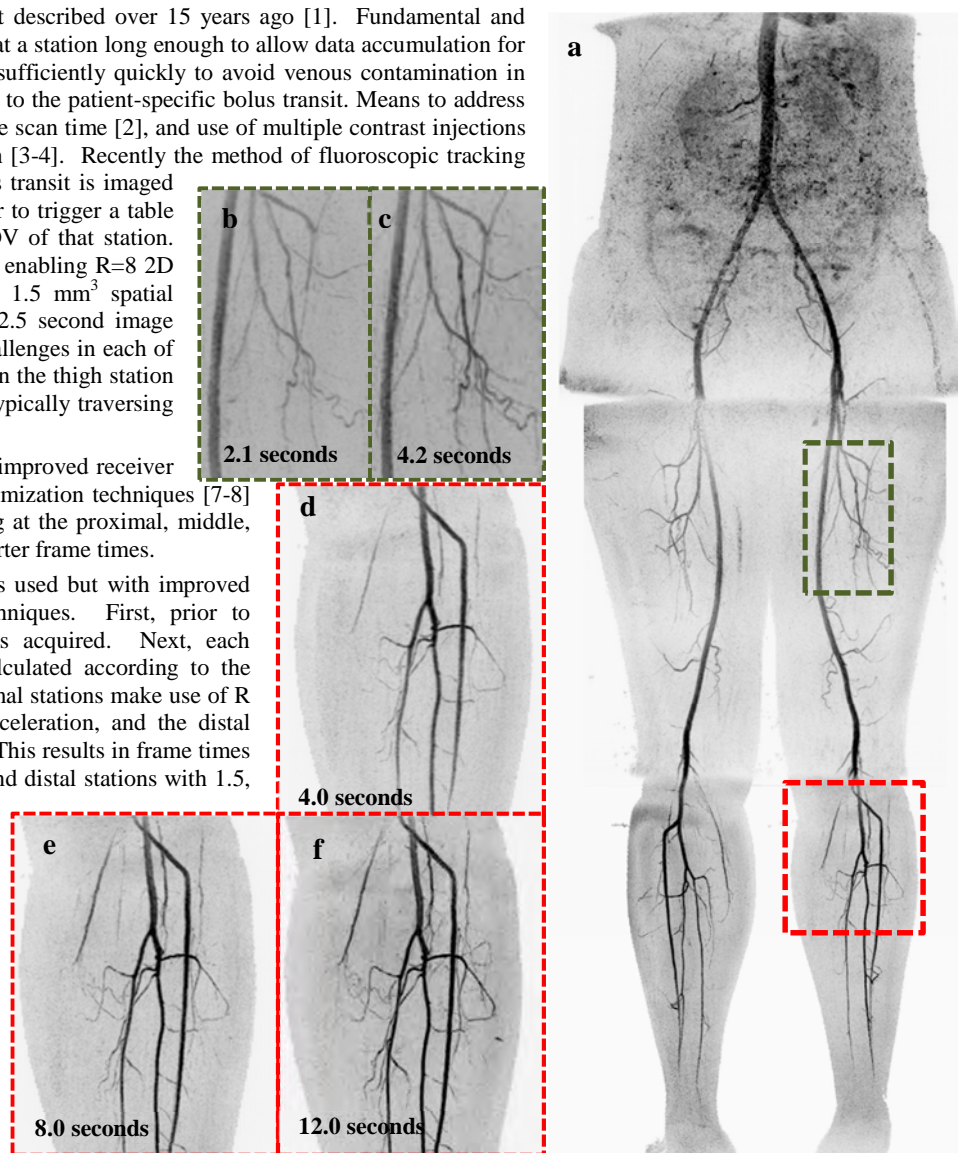 t described over 15 years ago [1]. Fundamental and
at a station long enough to allow data accumulation for
sufficiently quickly to avoid venous contamination in
to the patient-specific bolus transit. Means to address
e scan time [2], and use of multiple contrast injections
[3-4]. Recently the method of fluoroscopic tracking
s transit is imaged
r to trigger a table
OV of that station.
enabling R=8 2D
1.5 mm³ spatial
2.5 second image
allenges in each of
n the thigh station
ypically traversing
improved receiver
mization techniques [7-8]
g at the proximal, middle,
rter frame times.
s used but with improved
hniques. First, prior to
s acquired. Next, each
lculated according to the
nal stations make use of R
celeration, and the distal
This results in frame times
nd distal stations with 1.5,
a
b
c
2.1 seconds
4.2 seconds
d
4.0 seconds
e
f
8.0 seconds
12.0 seconds